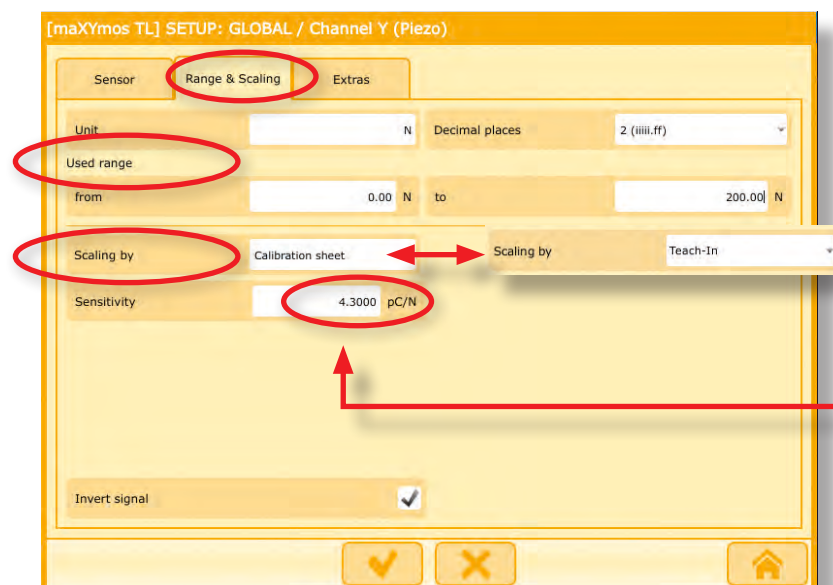 [maXYmos TL] SETUP: GLOBAL / Channel Y (Piezo)
Sensor Range & Scaling Extras
Unit N Decimal places 2 (iiiii.ff)
Used range
from 0.00 N to 200.00 N
Scaling by Calibration sheet Scaling by Teach-In
Sensitivity 4.3000 pC/N
Invert signal